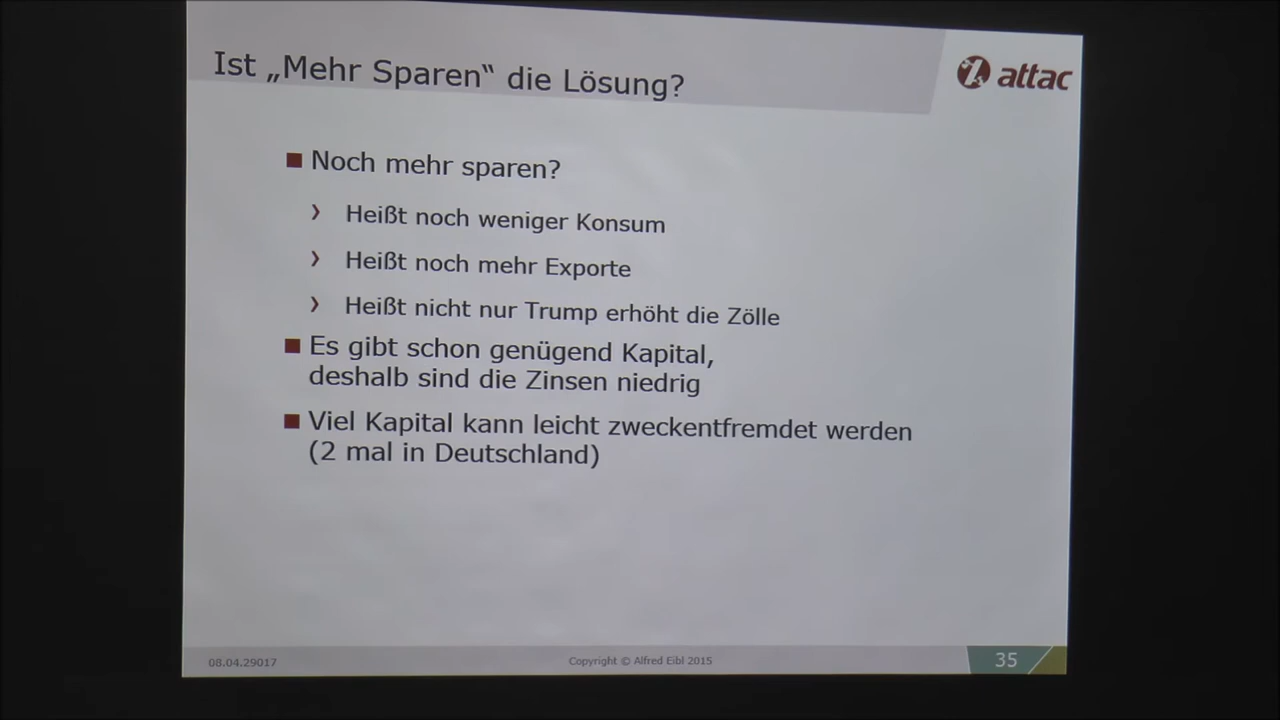 Ist „Mehr Sparen“ die Lösung?
attac
Noch mehr sparen?
Heißt noch weniger Konsum
Heißt noch mehr Exporte
Heißt nicht nur Trump erhöht die Zölle
Es gibt schon genügend Kapital,
deshalb sind die Zinsen niedrig
Viel Kapital kann leicht zweckentfremdet werden
(2 mal in Deutschland)
08.04.29017
Copyright © Alfred Eibl 2015
35